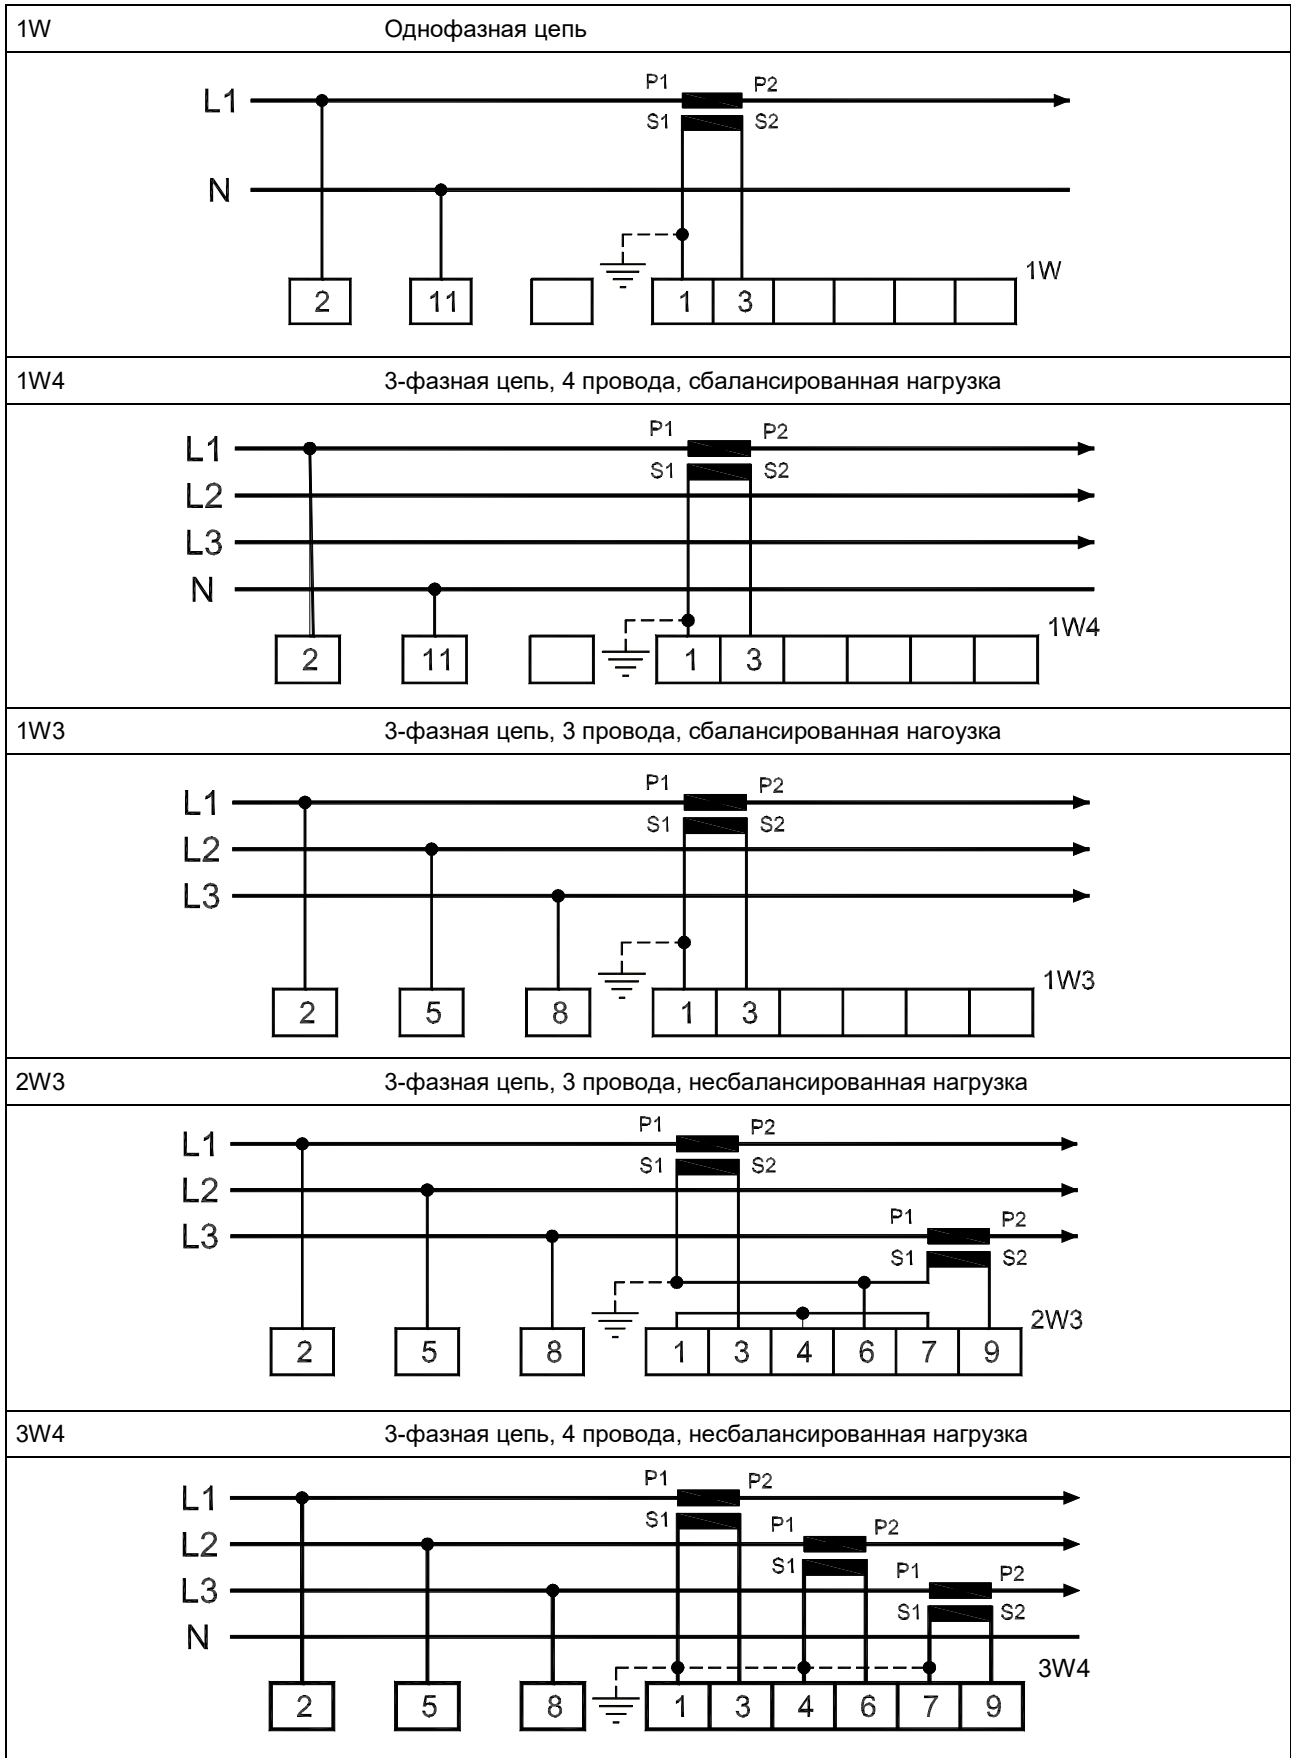 1W Однофазная цепь
P1 P2
L1
S1 S2
N
1W
2 11 1 3
1W4 3-фазная цепь, 4 провода, сбалансированная нагрузка
P1 P2
L1
S1 S2
L2
L3
N
1W4
2 11 1 3
1W3 3-фазная цепь, 3 провода, сбалансированная нагоузка
P1 P2
L1
S1 S2
L2
L3
1W3
2 5 8 1 3
2W3 3-фазная цепь, 3 провода, несбалансированная нагрузка
P1 P2
L1
S1 S2
L2
P1 P2
L3
S1 S2
2W3
2 5 8 1 3 4 6 7 9
3W4 3-фазная цепь, 4 провода, несбалансированная нагрузка
P1 P2
L1
S1 P1 P2
L2
S1 P1 P2
L3
S1 S2
N
3W4
2 5 8 1 3 4 6 7 9